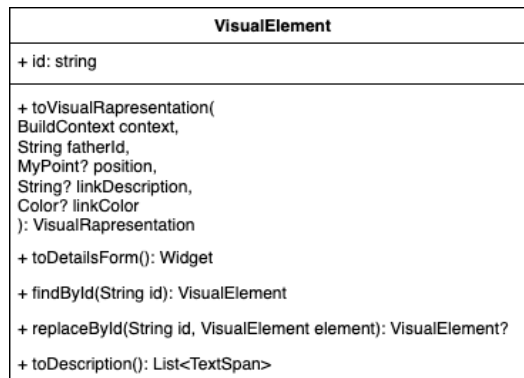 VisualElement
+ id: string
+ toVisualRapresentation(
BuildContext context,
String fatherId,
MyPoint? position,
String? linkDescription,
Color? linkColor
): VisualRapresentation
+ toDetailsForm(): Widget
+ findById(String id): VisualElement
+ replaceById(String id, VisualElement element): VisualElement?
+ toDescription(): List<TextSpan>